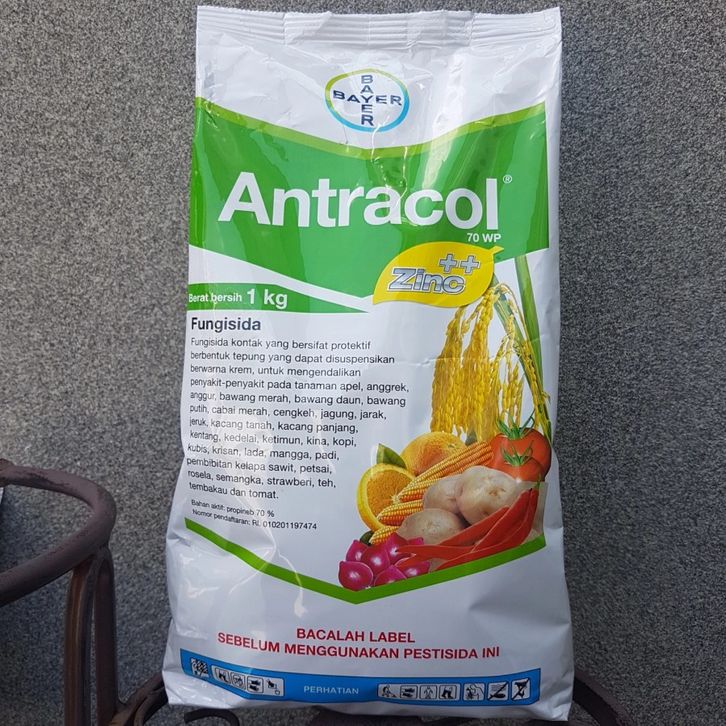 BAYER
BAYER
Antracol®
70 WP
Zinc++
Berat bersih 1 kg
Fungisida
Fungisida kontak yang bersifat protektif
berbentuk tepung yang dapat disuspensikan
berwarna krem, untuk mengendalikan
penyakit-penyakit pada tanaman apel, anggrek,
anggur, bawang merah, bawang daun, bawang
putih, cabai merah, cengkeh, jagung, jarak,
jeruk, kacang tanah, kacang panjang,
kentang, kedelai, ketimun, kina, kopi,
kubis, krisan, lada, mangga, padi,
pembibitan kelapa sawit, petsai,
rosela, semangka, strawberi, teh,
tembakau dan tomat.
Bahan aktif: propineb 70 %
Nomor pendaftaran: RI. 010201197474
BACALAH LABEL
SEBELUM MENGGUNAKAN PESTISIDA INI
PERHATIAN